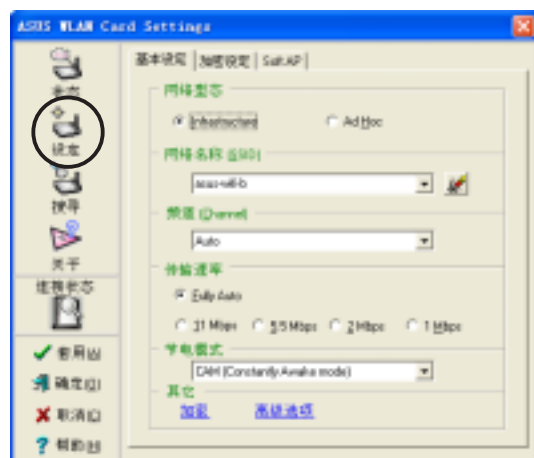 ASUS WLAN Card Settings
状态
设定
搜寻
关于
连接状态
套用(A)
确定(O)
取消(C)
帮助(H)
基本设定
加密设定
Soft AP
网络型态
Infrastructure
Ad Hoc
网络名称 (SSID)
asus-wifi-b
频道 (Channel)
Auto
传输速率
Fully Auto
11 Mbps
5.5 Mbps
2 Mbps
1 Mbps
节电模式
CAM (Constantly Awake mode)
其它
加密
高级选项